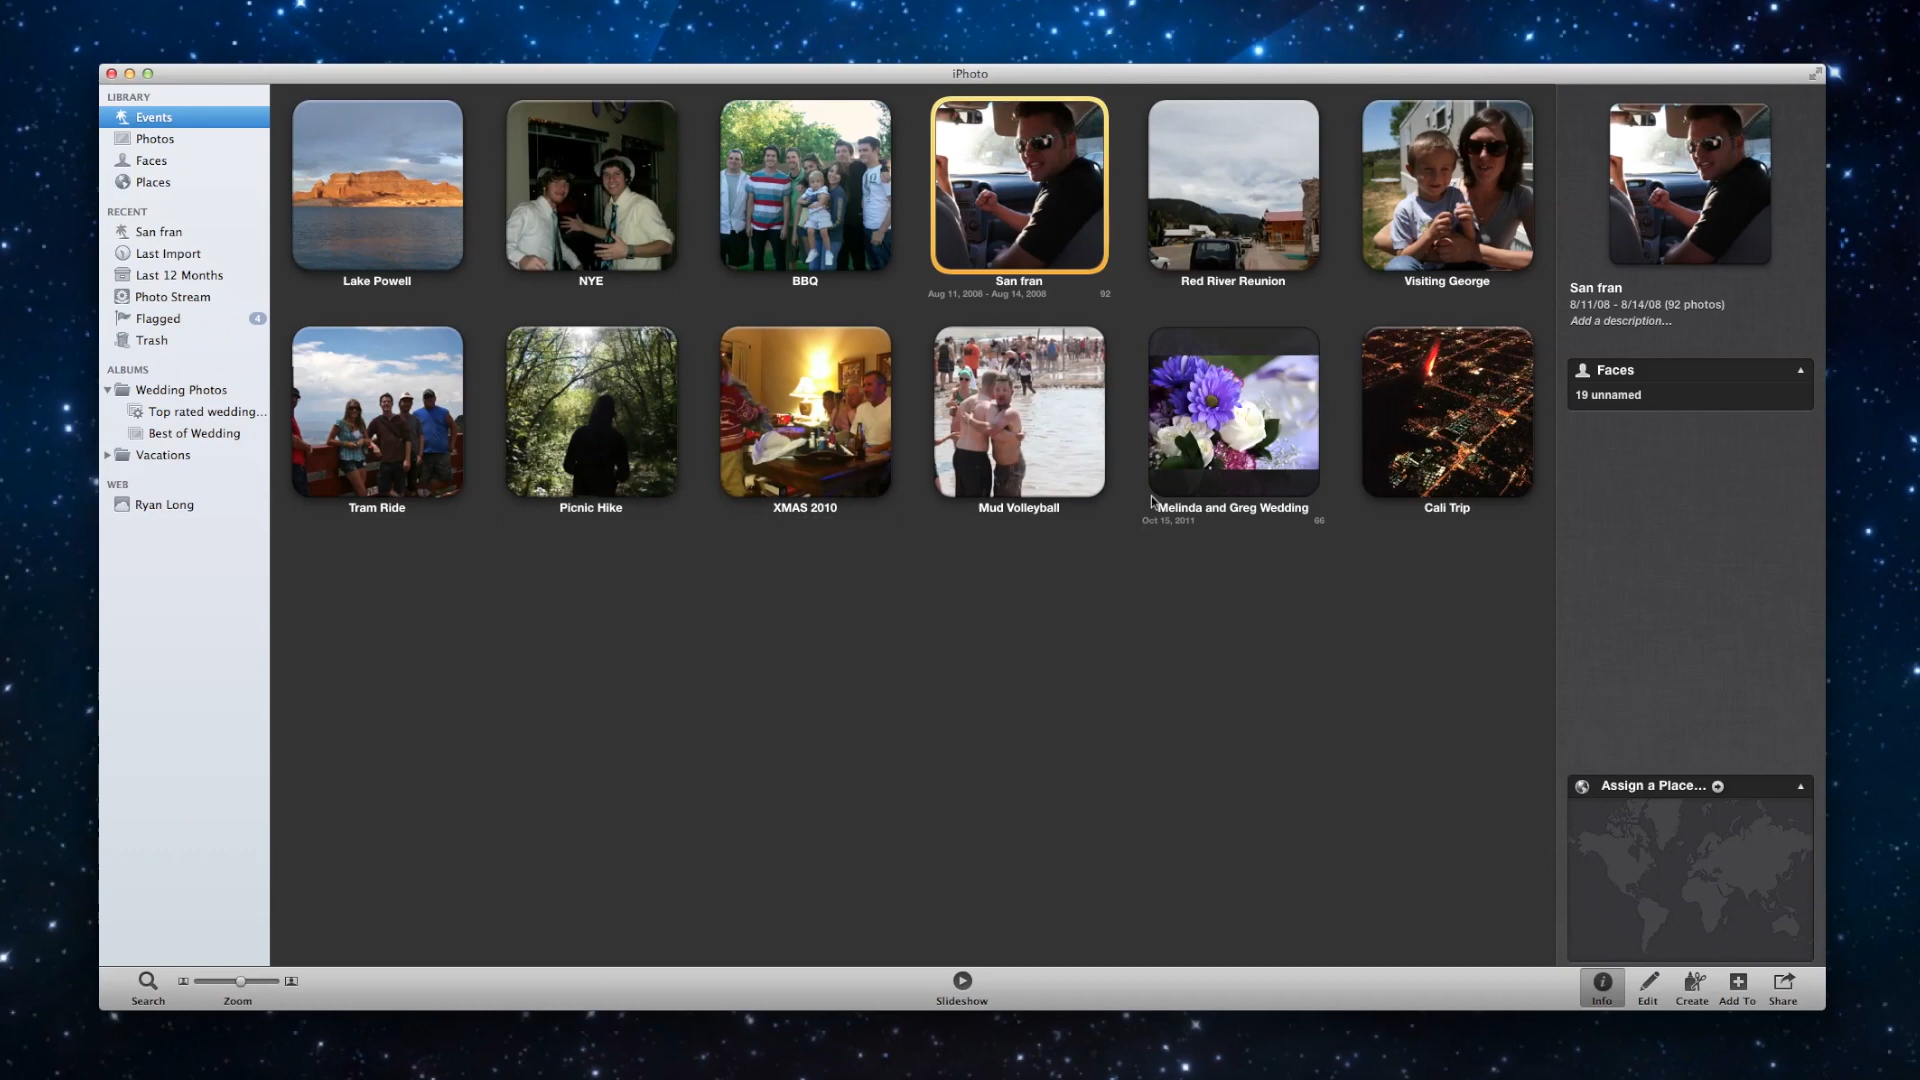 iPhoto
LIBRARY
Events
Photos
Faces
Places
RECENT
San fran
Last Import
Last 12 Months
Photo Stream
Flagged 4
Trash
ALBUMS
Wedding Photos
Top rated wedding...
Best of Wedding
Vacations
WEB
Ryan Long
Lake Powell
NYE
BBQ
San fran
Aug 11, 2008 - Aug 14, 2008 92
Red River Reunion
Visiting George
Tram Ride
Picnic Hike
XMAS 2010
Mud Volleyball
Melinda and Greg Wedding
Oct 15, 2011 66
Cali Trip
San fran
8/11/08 - 8/14/08 (92 photos)
Add a description...
Faces
19 unnamed
Assign a Place...
Search
Zoom
Slideshow
Info
Edit
Create
Add To
Share